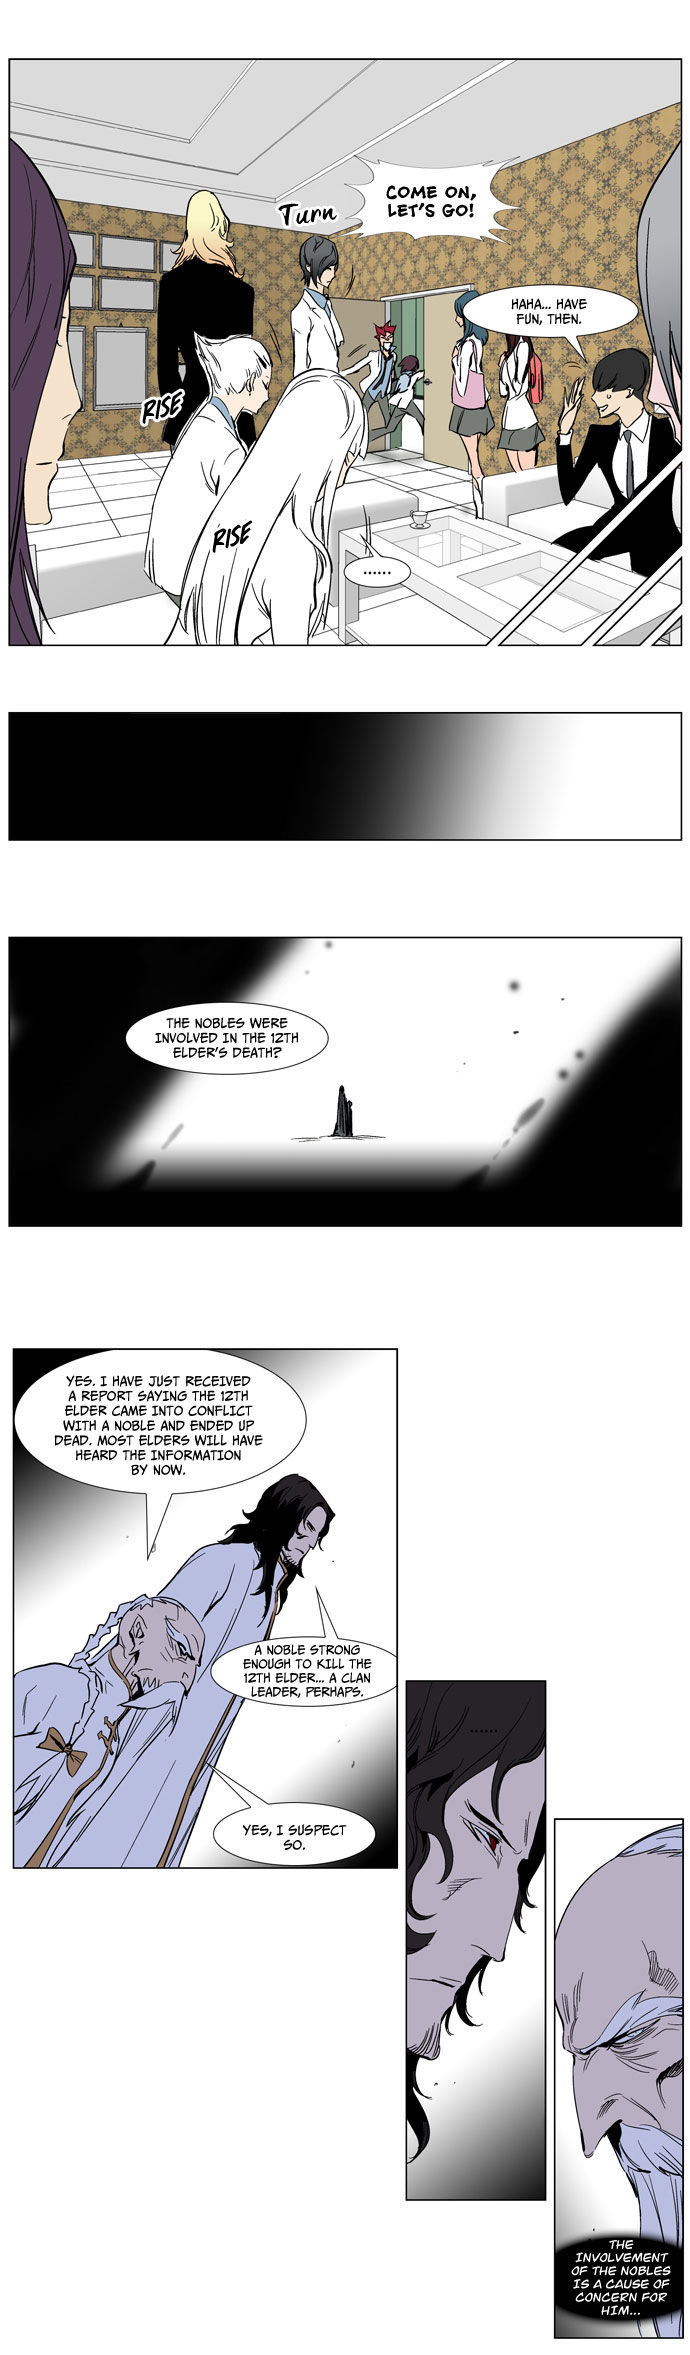 COME ON,
LET'S GO!
Turn
HAHA... HAVE
FUN, THEN.
RISE
RISE
......
THE NOBLES WERE
INVOLVED IN THE 12TH
ELDER'S DEATH?
YES. I HAVE JUST RECEIVED
A REPORT SAYING THE 12TH
ELDER CAME INTO CONFLICT
WITH A NOBLE AND ENDED UP
DEAD. MOST ELDERS WILL HAVE
HEARD THE INFORMATION
BY NOW.
A NOBLE STRONG
ENOUGH TO KILL THE
12TH ELDER... A CLAN
LEADER, PERHAPS.
YES, I SUSPECT
SO.
......
THE
INVOLVEMENT
OF THE NOBLES
IS A CAUSE OF
CONCERN FOR
HIM...